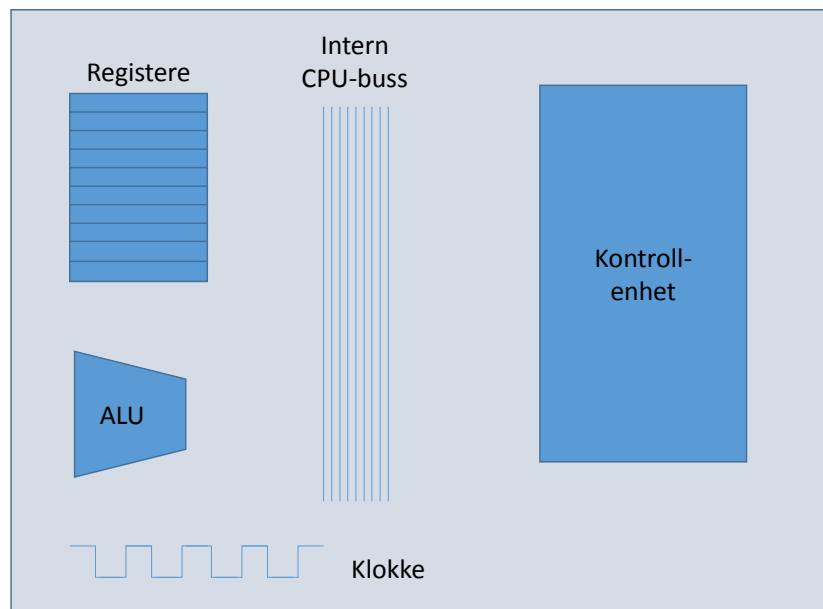 Registere
Intern
CPU-buss
Kontroll-
enhet
ALU
Klokke